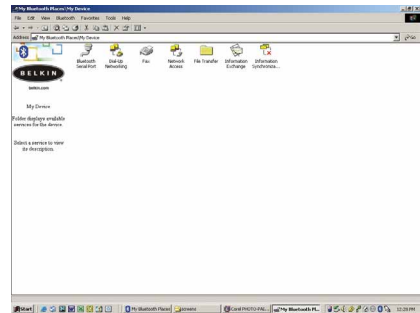 My Bluetooth Places\My Device
File Edit View Bluetooth Favorites Tools Help
Address My Bluetooth Places\My Device Go
BELKIN
belkin.com
My Device
Folder displays available
services for the device.
Select a service to view
its description.
Bluetooth
Serial Port
Dial-Up
Networking
Fax
Network
Access
File Transfer
Information
Exchange
Information
Synchroniza...
Start My Bluetooth Places screens Corel PHOTO-PAI... My Bluetooth Pl... 12:28 PM